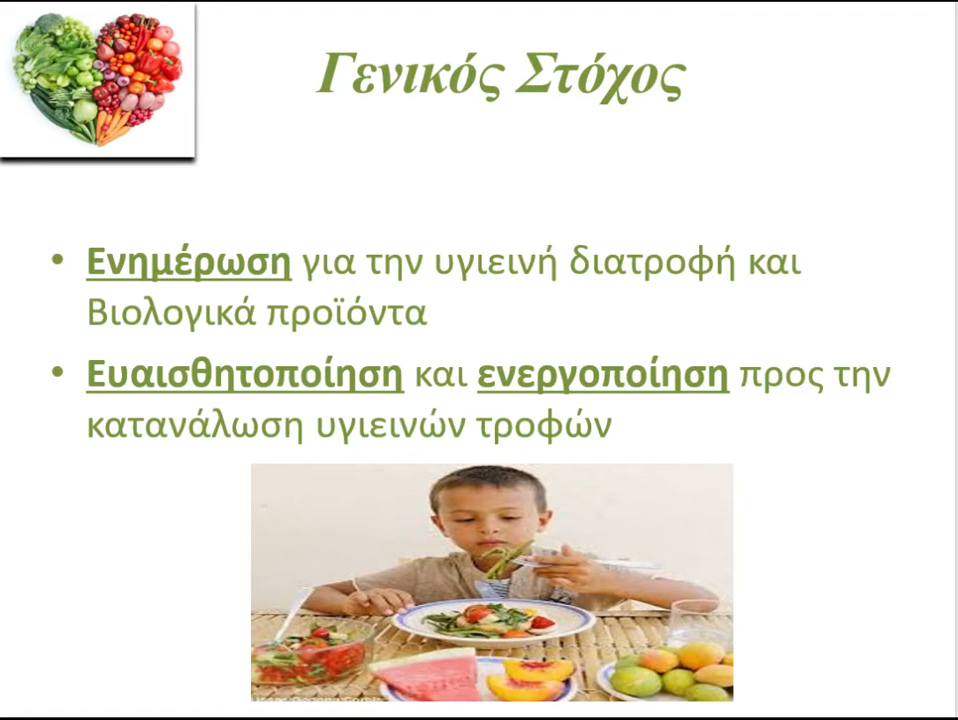 Γενικός Στόχος
• Ενημέρωση για την υγιεινή διατροφή και
Βιολογικά προϊόντα
• Ευαισθητοποίηση και ενεργοποίηση προς την
κατανάλωση υγιεινών τροφών